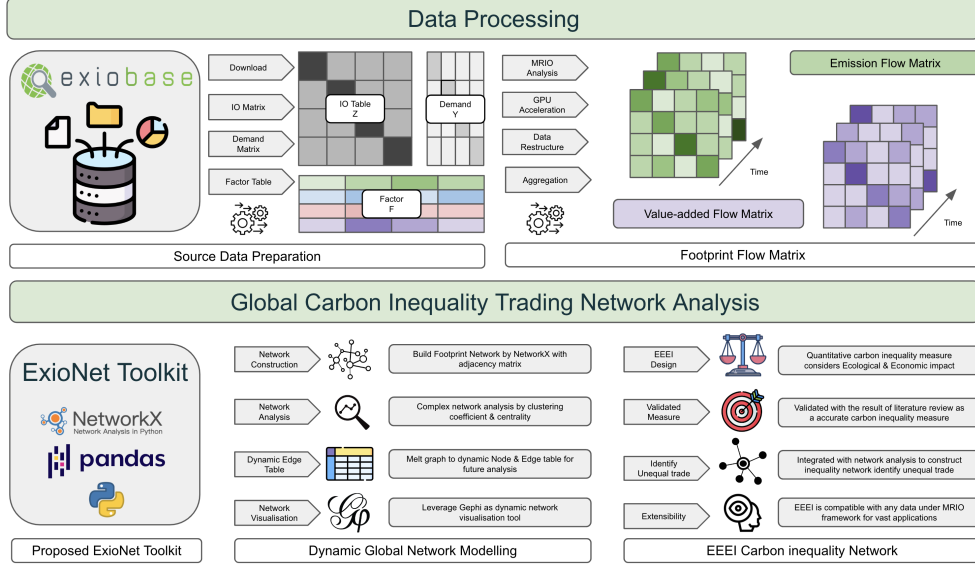 Data Processing
exiobase
Download
IO Matrix
Demand
Matrix
Factor Table
IO Table
Z
Demand
Y
Factor
F
Source Data Preparation
MRIO
Analysis
GPU
Acceleration
Data
Restructure
Aggregation
Time
Emission Flow Matrix
Value-added Flow Matrix
Time
Footprint Flow Matrix
Global Carbon Inequality Trading Network Analysis
ExioNet Toolkit
NetworkX
Network Analysis in Python
pandas
Proposed ExioNet Toolkit
Network
Construction
Build Footprint Network by NetworkX with
adjacency matrix
Network
Analysis
Complex network analysis by clustering
coefficient & centrality
Dynamic Edge
Table
Melt graph to dynamic Node & Edge table for
future analysis
Network
Visualisation
Gφ
Leverage Gephi as dynamic network
visualisation tool
Dynamic Global Network Modelling
EEEI
Design
Quantitative carbon inequality measure
considers Ecological & Economic impact
Validated
Measure
Validated with the result of literature review as
a accurate carbon inequality measure
Identify
Unequal trade
Integrated with network analysis to construct
inequality network identify unequal trade
Extensibility
EEEI is compatible with any data under MRIO
framework for vast applications
EEEI Carbon inequality Network